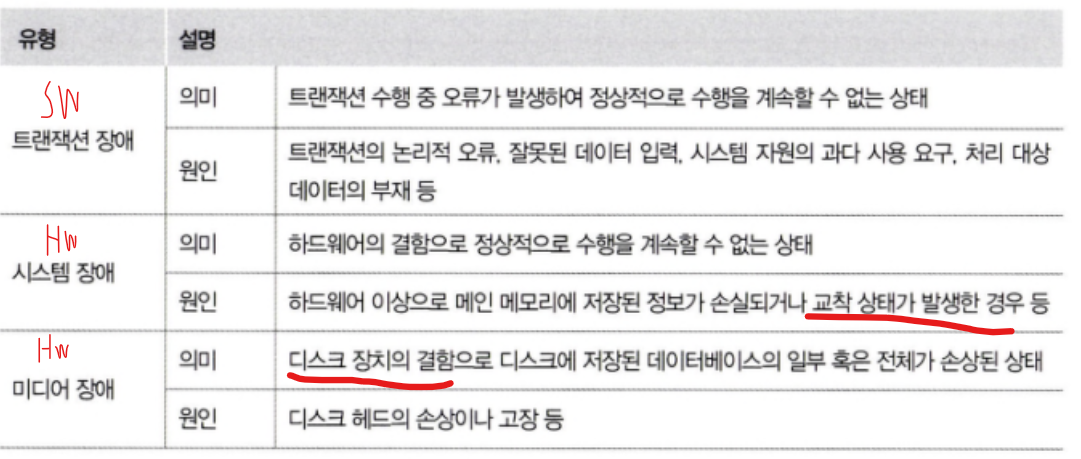 유형 설명
SW
트랜잭션 장애
의미 트랜잭션 수행 중 오류가 발생하여 정상적으로 수행을 계속할 수 없는 상태
원인 트랜잭션의 논리적 오류, 잘못된 데이터 입력, 시스템 자원의 과다 사용 요구, 처리 대상
데이터의 부재 등
HW
시스템 장애
의미 하드웨어의 결함으로 정상적으로 수행을 계속할 수 없는 상태
원인 하드웨어 이상으로 메인 메모리에 저장된 정보가 손실되거나 교착 상태가 발생한 경우 등
HW
미디어 장애
의미 디스크 장치의 결함으로 디스크에 저장된 데이터베이스의 일부 혹은 전체가 손상된 상태
원인 디스크 헤드의 손상이나 고장 등